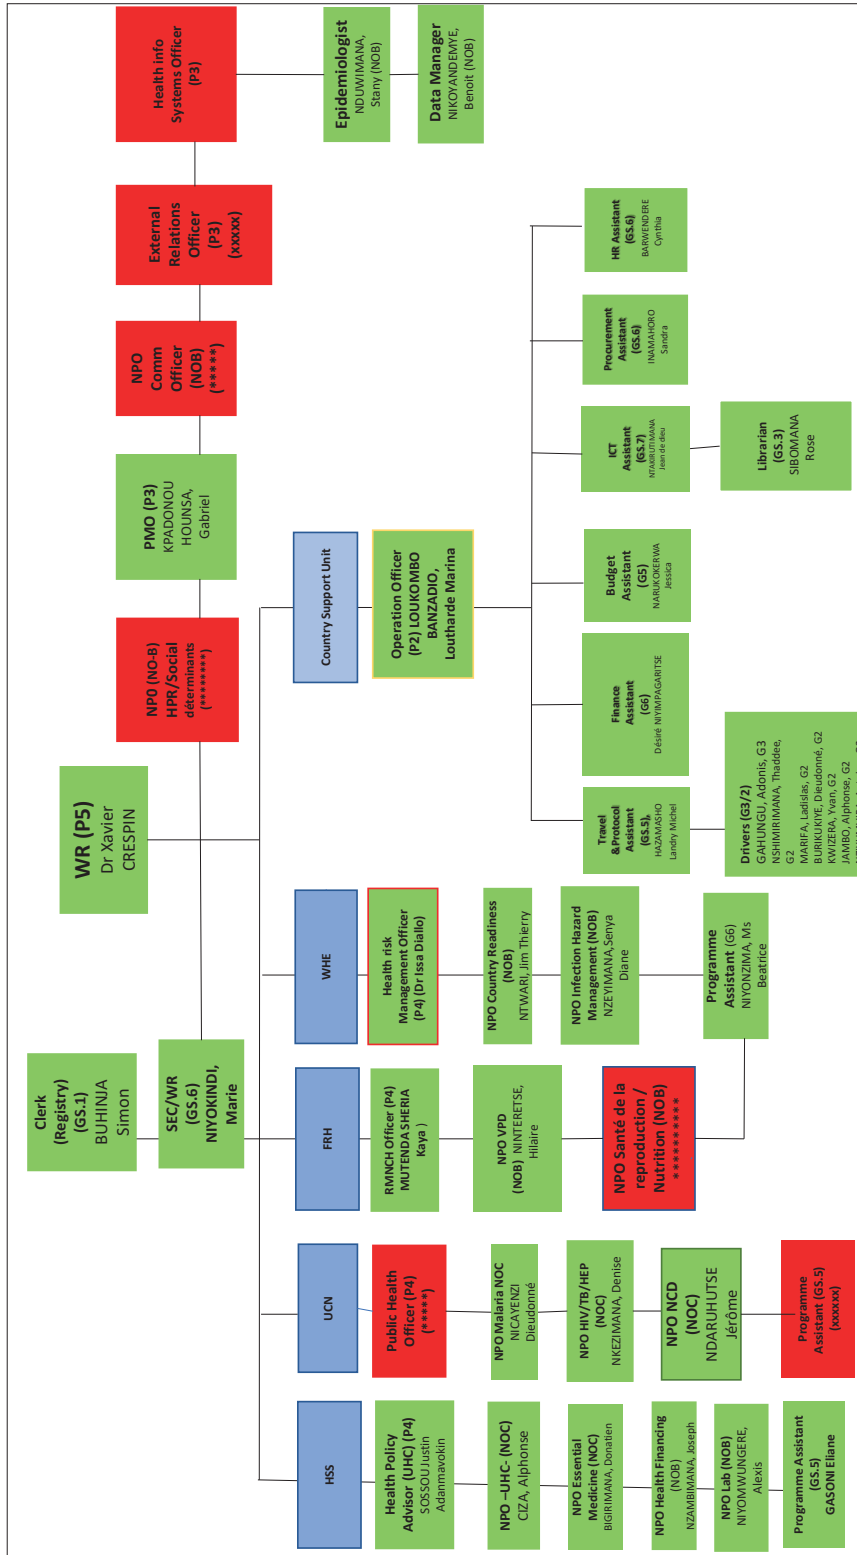 Clerk
(Registry)
(GS.1)
BUHINJA
Simon
WR (P5)
Dr Xavier
CRESPIN
SEC/WR
(GS.6)
NIYOKINDI,
Marie
NP0 (NO-B)
HPR/Social
déterminants
(*********)
PMO (P3)
KPADONOU
HOUNSA,
Gabriel
NPO
Comm
Officer
(NOB)
(*****)
External
Relations
Officer
(P3)
(xxxxx)
Health info
Systems Officer
(P3)
Epidemiologist
NDUWIMANA,
Stany (NOB)
Data Manager
NIKOYANDEMYE,
Benoit (NOB)
HSS
UCN
FRH
WHE
Country Support Unit
Health Policy
Advisor (UHC) (P4)
SOSSOU Justin
Adanmavokin
NPO –UHC- (NOC)
CIZA, Alphonse
NPO Essential
Medicine (NOC)
BIGIRIMANA, Donatien
NPO Health Financing
(NOB)
NZAMBIMANA, Joseph
NPO Lab (NOB)
NIYOMWUNGERE,
Alexis
Programme Assistant
(GS.5)
GASONI Eliane
Public Health
Officer (P4)
(*****)
NPO Malaria NOC
NICAYENZI
Dieudonné
NPO HIV/TB/HEP
(NOC)
NKEZIMANA, Denise
NPO NCD
(NOC)
NDARUHUTSE
Jérôme
Programme
Assistant (GS.5)
(xxxxxx)
RMNCH Officer (P4)
MUTENDA SHERIA
Kaya )
NPO VPD
(NOB) NINTERETSE,
Hilaire
NPO Santé de la
reproduction /
Nutrition (NOB)
***********
Health risk
Management Officer
(P4) (Dr Issa Diallo)
NPO Country Readiness
(NOB)
NTWARI, Jim Thierry
NPO Infection Hazard
Management (NOB)
NZEYIMANA,Senya
Diane
Programme
Assistant (G6)
NIYONZIMA, Ms
Beatrice
Operation Officer
(P2) LOUKOMBO
BANZADIO,
Loutharde Marina
Travel
&Protocol
Assistant
(GS.5),
HAZAMASHO
Landry Michel
Finance
Assistant
(G6)
Désiré NIYIMPAGARITSE
Budget
Assistant
(G5)
NARUKOKERWA
Jessica
ICT
Assistant
(GS.7)
NTAKIRUTIMANA
Jean de dieu
Procurement
Assistant
(GS.6)
INAMAHORO
Sandra
HR Assistant
(GS.6)
BARWENDERE
Cynthia
Drivers (G3/2)
GAHUNGU, Adonis, G3
NSHIMIRIMANA, Thaddee,
G2
MARIFA, Ladislas, G2
BURIKUKIYE, Dieudonné, G2
KWIZERA, Yvan, G2
JAMBO, Alphonse, G2
Librarian
(GS.3)
SIBOMANA
Rose